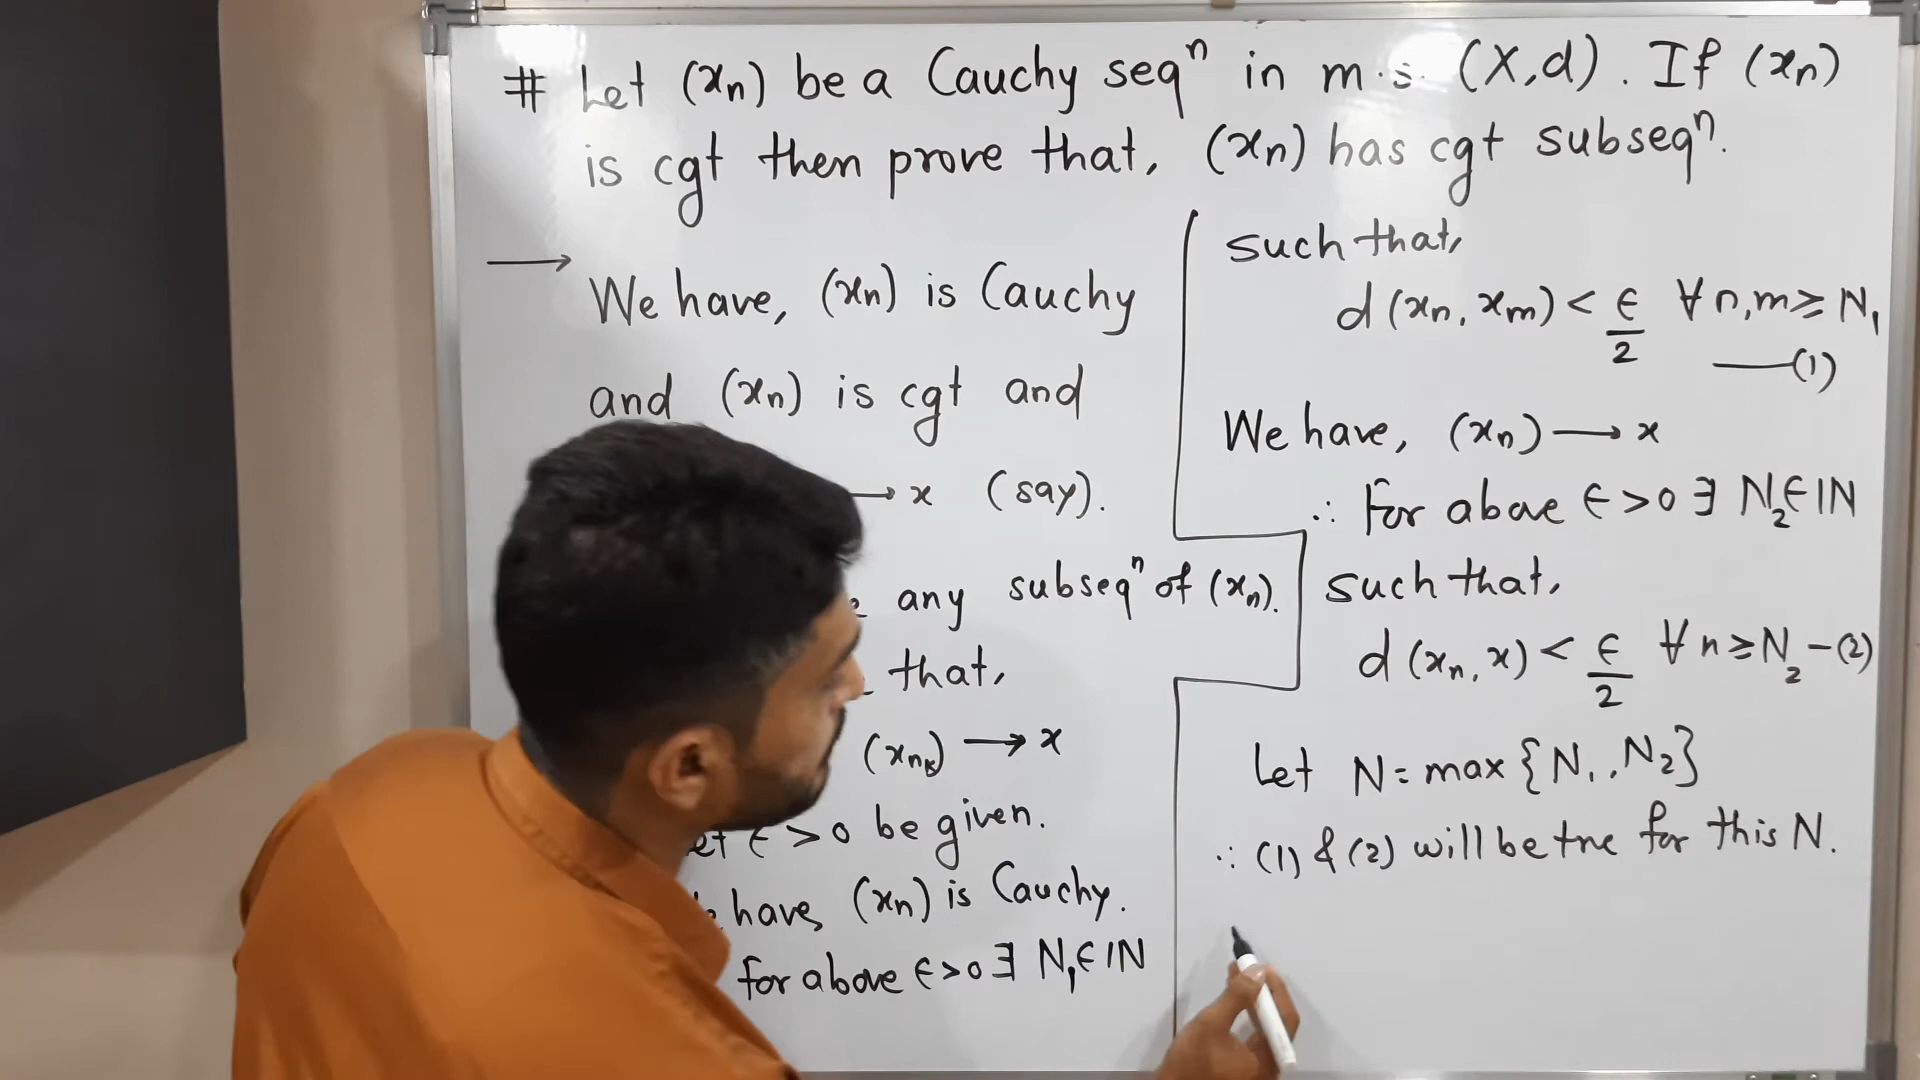 # Let (xn) be a Cauchy seqⁿ in m.s. (X,d). If (xn)
is cgt then prove that, (xn) has cgt subseqⁿ.
→
We have, (xn) is Cauchy
and (xn) is cgt and
→ x (say).
any subseqⁿ of (xn).
that,
(xnₖ) → x
ϵ > 0 be given.
have, (xn) is Cauchy.
for above ϵ>0 ∃ N₁∈IN
such that,
d(xn, xm) < ϵ/2 ∀ n,m ≥ N₁
—(1)
We have, (xn) → x
∴ For above ϵ>0 ∃ N₂∈IN
such that,
d(xn, x) < ϵ/2 ∀ n ≥ N₂ -(2)
Let N = max{N₁, N₂}
∴ (1) & (2) will be true for this N.